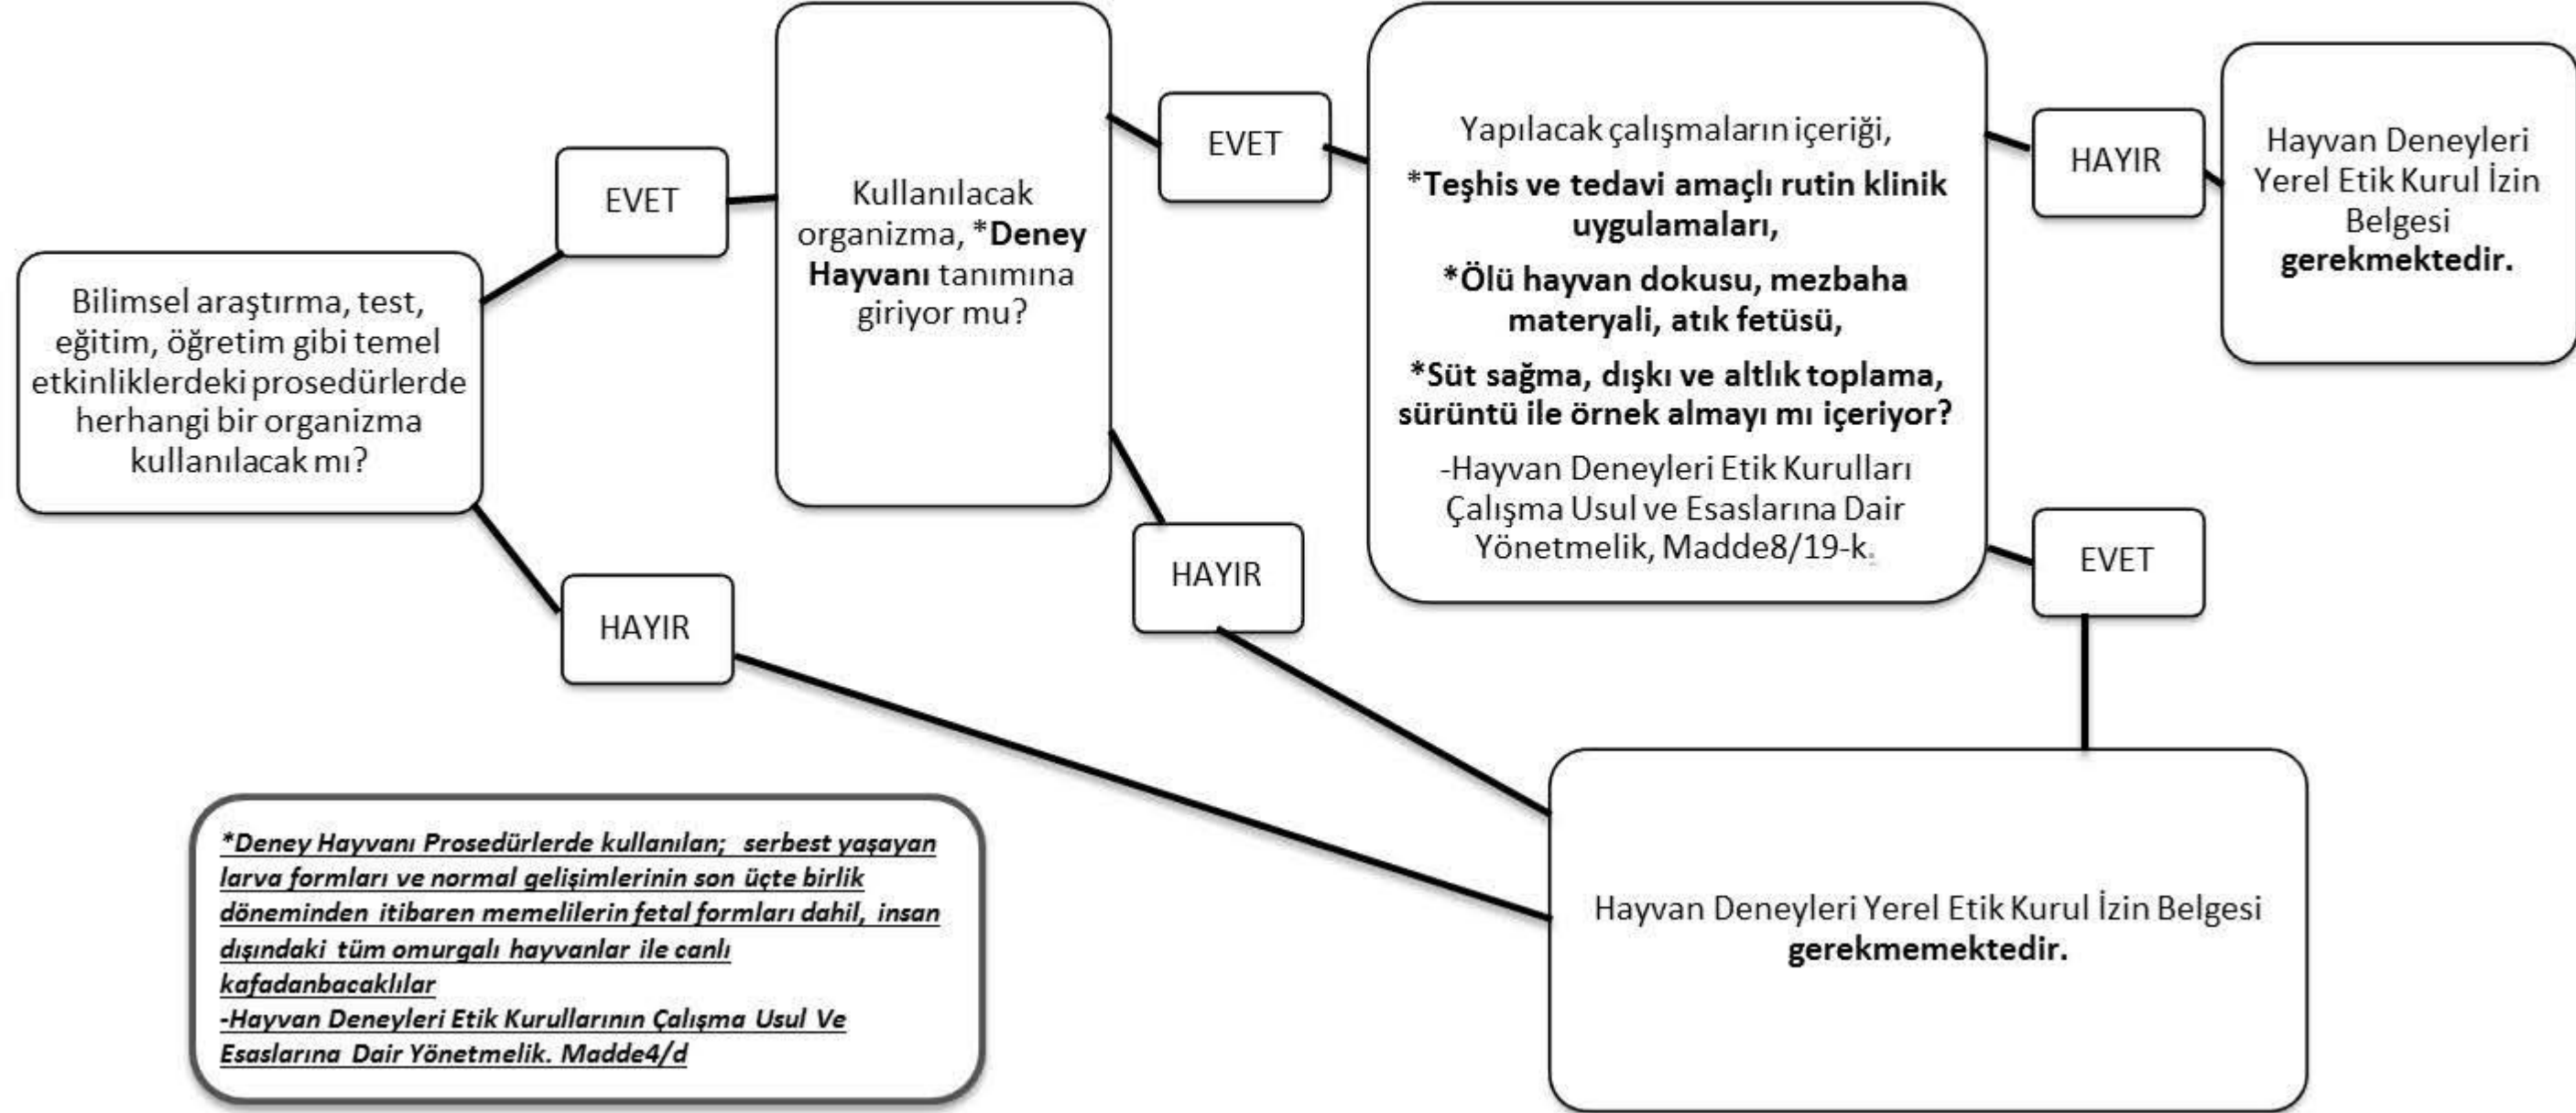 Bilimsel araştırma, test,
eğitim, öğretim gibi temel
etkinliklerdeki prosedürlerde
herhangi bir organizma
kullanılacak mı?
EVET
HAYIR
Kullanılacak
organizma, *Deney
Hayvanı tanımına
giriyor mu?
EVET
HAYIR
Yapılacak çalışmaların içeriği,
*Teşhis ve tedavi amaçlı rutin klinik
uygulamaları,
*Ölü hayvan dokusu, mezbaha
materyali, atık fetüsü,
*Süt sağma, dışkı ve altlık toplama,
sürüntü ile örnek almayı mı içeriyor?
-Hayvan Deneyleri Etik Kurulları
Çalışma Usul ve Esaslarına Dair
Yönetmelik, Madde8/19-k.
HAYIR
EVET
Hayvan Deneyleri
Yerel Etik Kurul İzin
Belgesi
gerekmektedir.
Hayvan Deneyleri Yerel Etik Kurul İzin Belgesi
gerekmemektedir.
*Deney Hayvanı Prosedürlerde kullanılan; serbest yaşayan
larva formları ve normal gelişimlerinin son üçte birlik
döneminden itibaren memelilerin fetal formları dahil, insan
dışındaki tüm omurgalı hayvanlar ile canlı
kafadanbacaklılar
-Hayvan Deneyleri Etik Kurullarının Çalışma Usul Ve
Esaslarına Dair Yönetmelik. Madde4/d